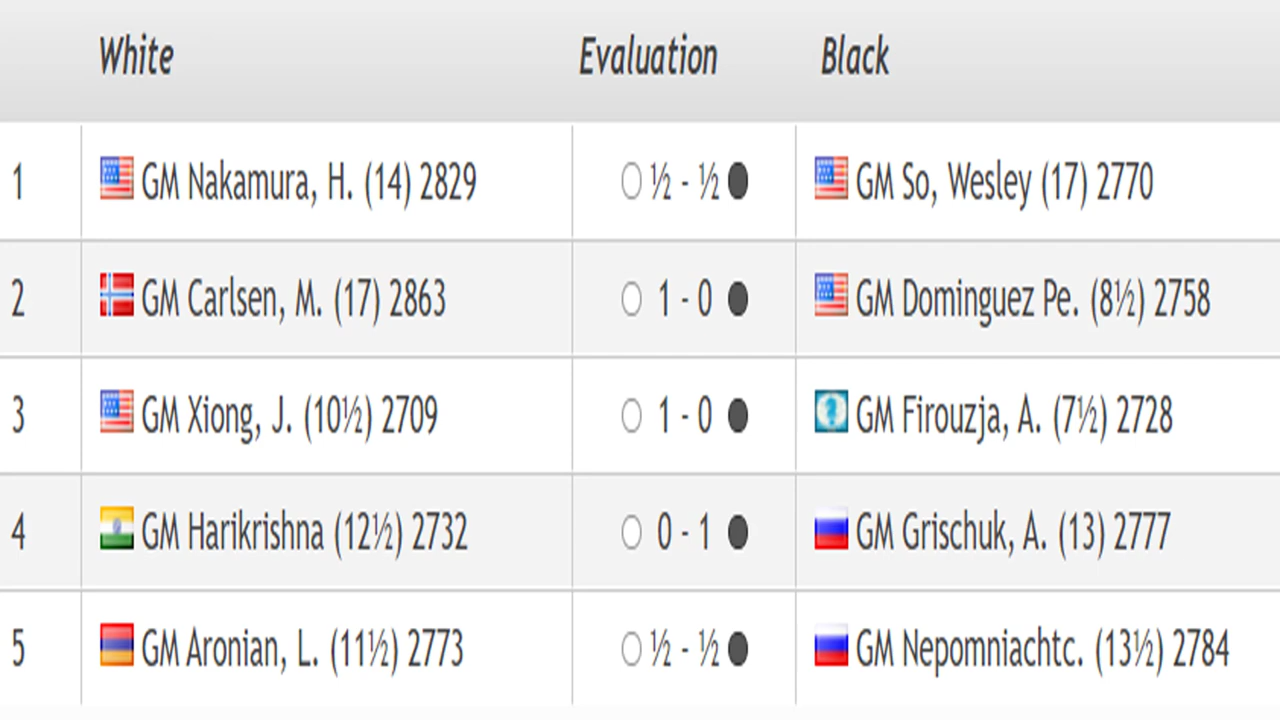 White Evaluation Black
1 GM Nakamura, H. (14) 2829 ½ - ½ GM So, Wesley (17) 2770
2 GM Carlsen, M. (17) 2863 1 - 0 GM Dominguez Pe. (8½) 2758
3 GM Xiong, J. (10½) 2709 1 - 0 GM Firouzja, A. (7½) 2728
4 GM Harikrishna (12½) 2732 0 - 1 GM Grischuk, A. (13) 2777
5 GM Aronian, L. (11½) 2773 ½ - ½ GM Nepomniachtc. (13½) 2784